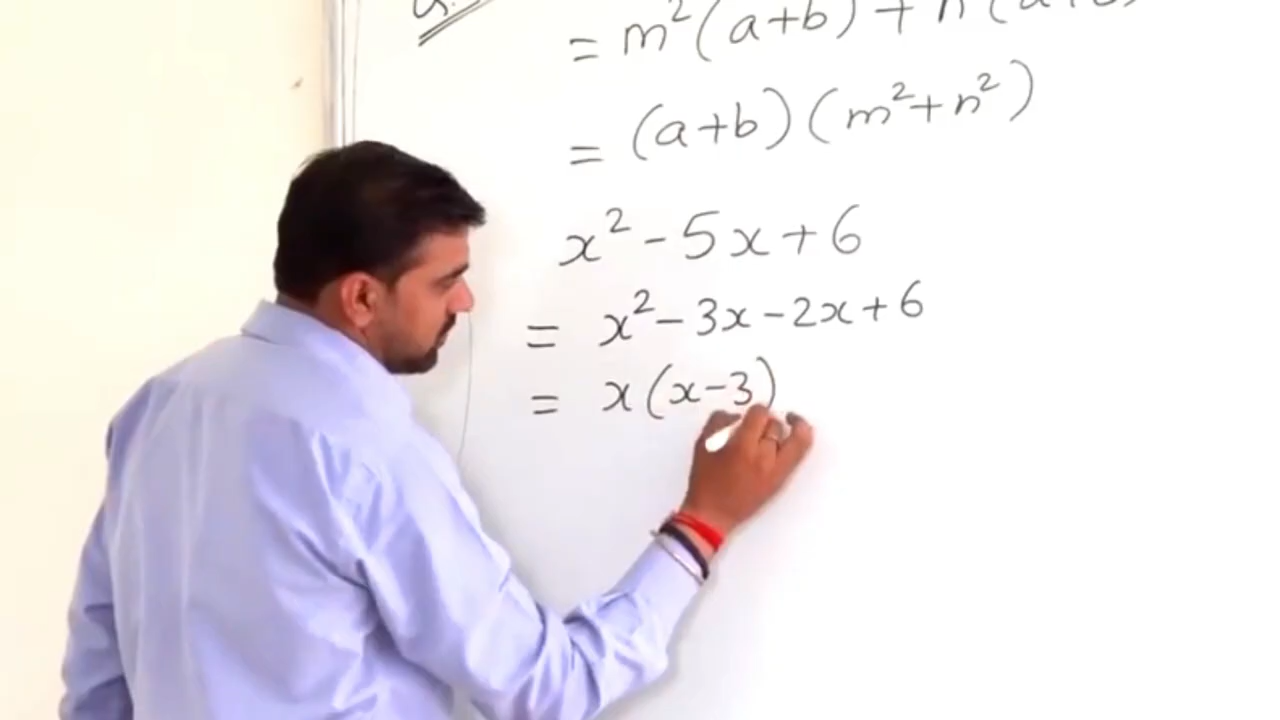 = m²(a+b) + n
= (a+b)(m²+n²)
x² - 5x + 6
= x² - 3x - 2x + 6
= x(x-3)